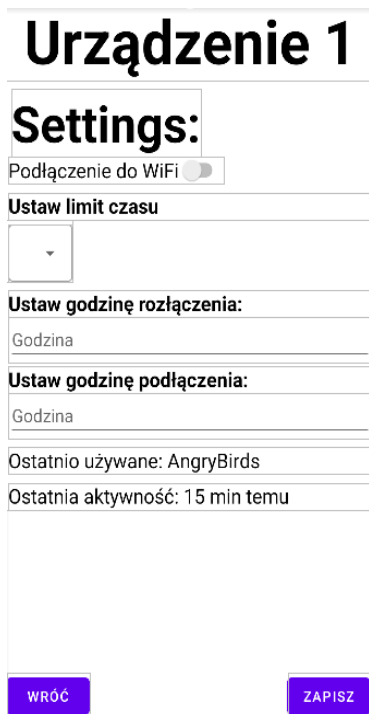 Urządzenie 1
Settings:
Podłączenie do WiFi
Ustaw limit czasu
Ustaw godzinę rozłączenia:
Godzina
Ustaw godzinę podłączenia:
Godzina
Ostatnio używane: AngryBirds
Ostatnia aktywność: 15 min temu
WRÓĆ
ZAPISZ